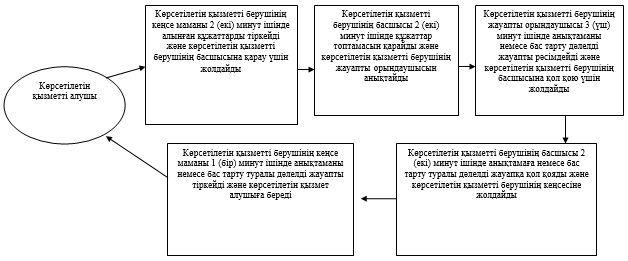 Көрсетілетін
қызметті алушы
Көрсетілетін қызметті берушінің
кеңсе маманы 2 (екі) минут ішінде
алынған құжаттарды тіркейді
және көрсетілетін қызметті
берушінің басшысына қарау үшін
жолдайды
Көрсетілетін қызметті
берушінің басшысы 2 (екі)
минут ішінде құжаттар
топтамасын қарайды және
көрсетілетін қызметті берушінің
жауапты орындаушысын
анықтайды
Көрсетілетін қызметті берушінің
жауапты орындаушысы 3 (үш)
минут ішінде анықтаманы
немесе бас тарту дәлелді
жауапты рәсімдейді және
көрсетілетін қызметті берушінің
басшысына қол қою үшін
жолдайды
Көрсетілетін қызметті берушінің басшысы 2
(екі) минут ішінде анықтамаға немесе бас
тарту туралы дәлелді жауапқа қол қояды және
көрсетілетін қызметті берушінің кеңсесіне
жолдайды
Көрсетілетін қызметті берушінің кеңсе
маманы 1 (бір) минут ішінде анықтаманы
немесе бас тарту туралы дәлелді жауапты
тіркейді және көрсетілетін қызмет
алушыға береді